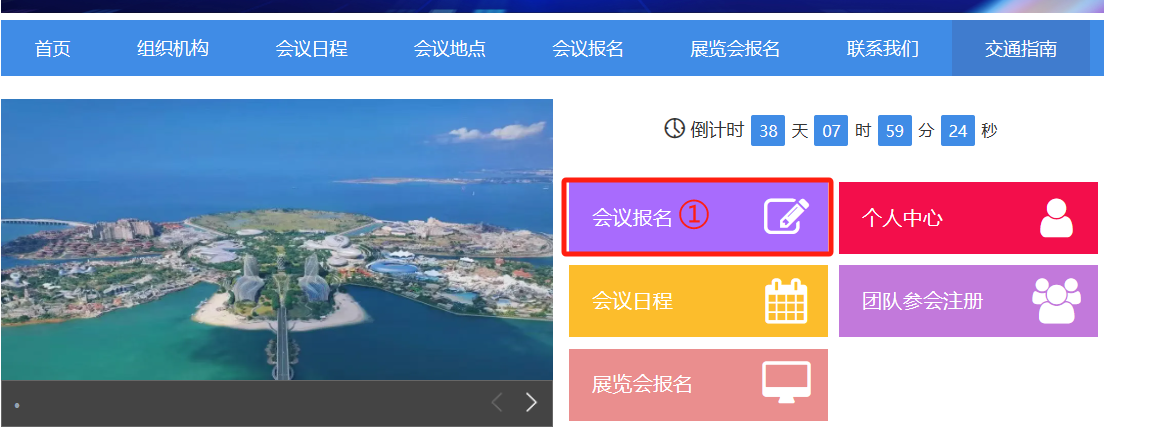 首页 组织机构 会议日程 会议地点 会议报名 展览会报名 联系我们 交通指南
倒计时 38 天 07 时 59 分 24 秒
会议报名 ① 个人中心
会议日程 团队参会注册
展览会报名